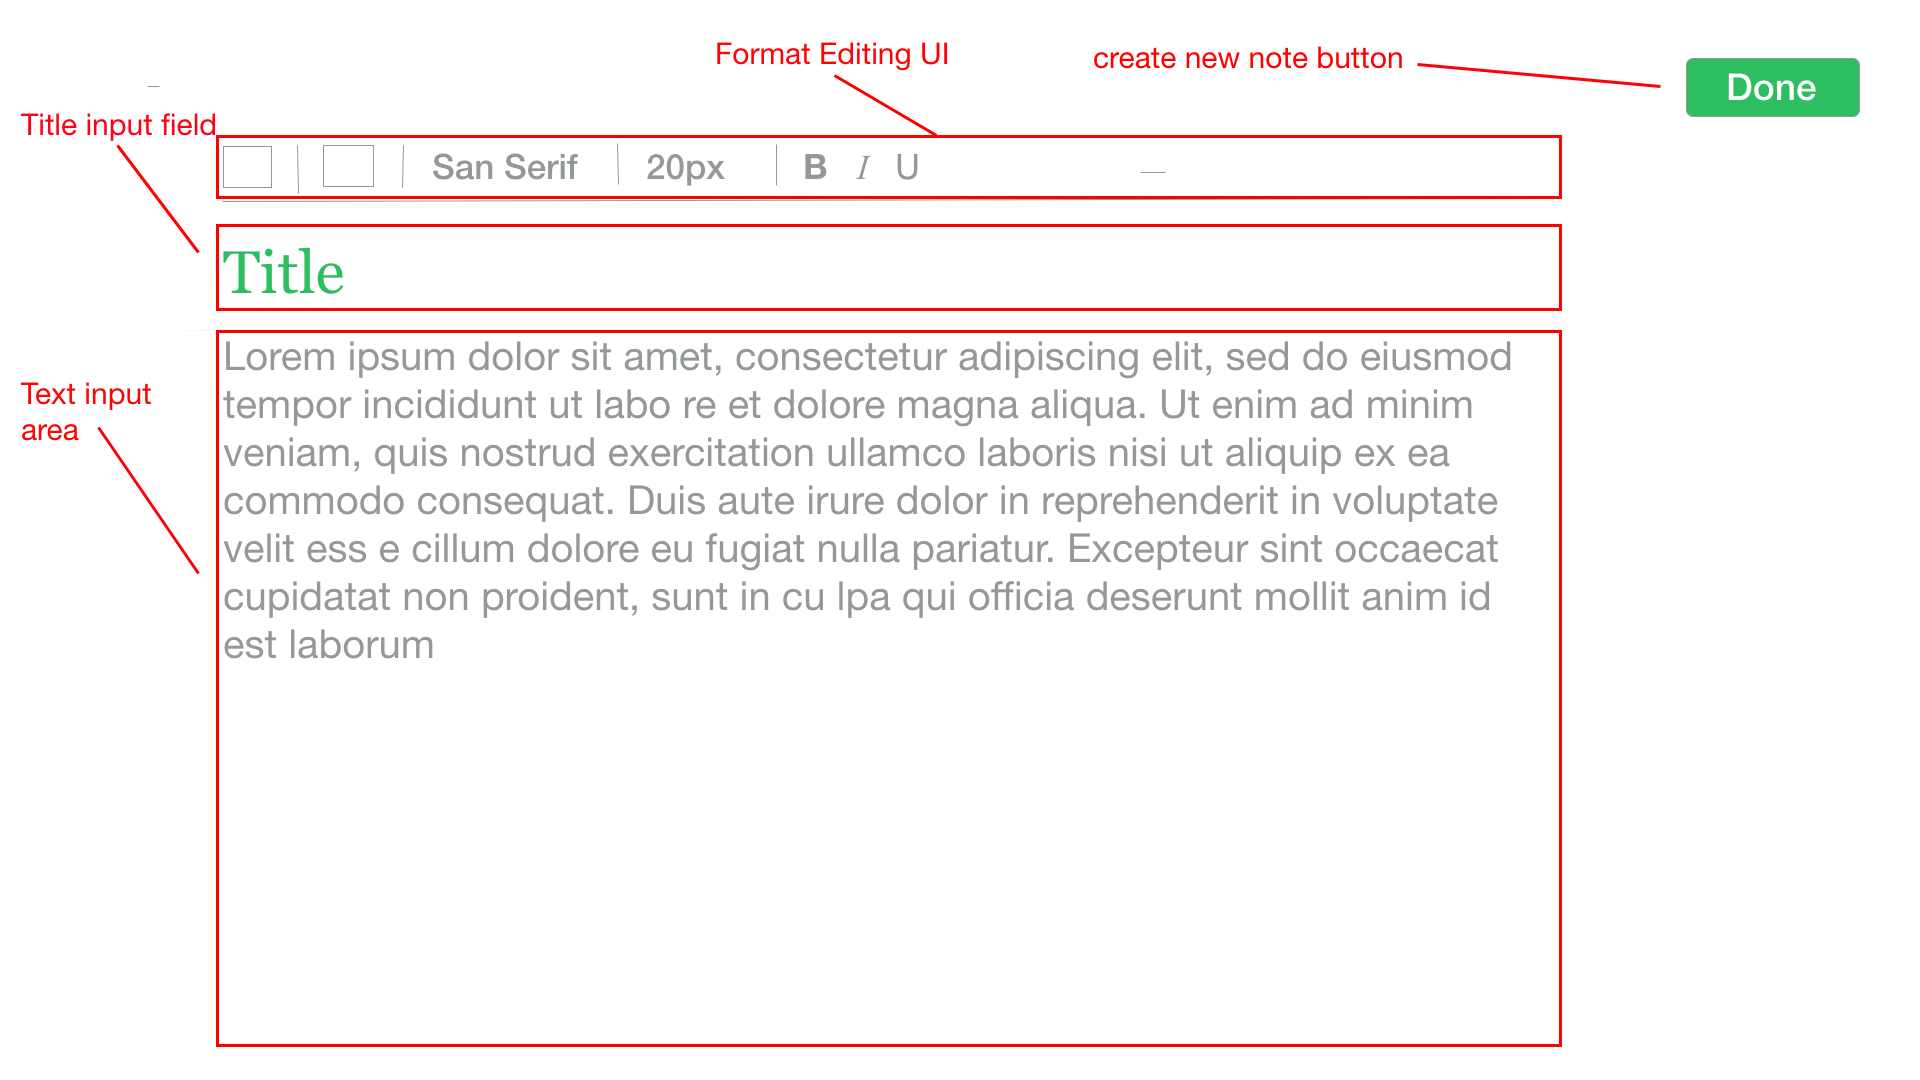 Format Editing UI
create new note button
Done
Title input field
San Serif 20px B I U
Title
Text input
area
Lorem ipsum dolor sit amet, consectetur adipiscing elit, sed do eiusmod
tempor incididunt ut labo re et dolore magna aliqua. Ut enim ad minim
veniam, quis nostrud exercitation ullamco laboris nisi ut aliquip ex ea
commodo consequat. Duis aute irure dolor in reprehenderit in voluptate
velit ess e cillum dolore eu fugiat nulla pariatur. Excepteur sint occaecat
cupidatat non proident, sunt in cu lpa qui officia deserunt mollit anim id
est laborum